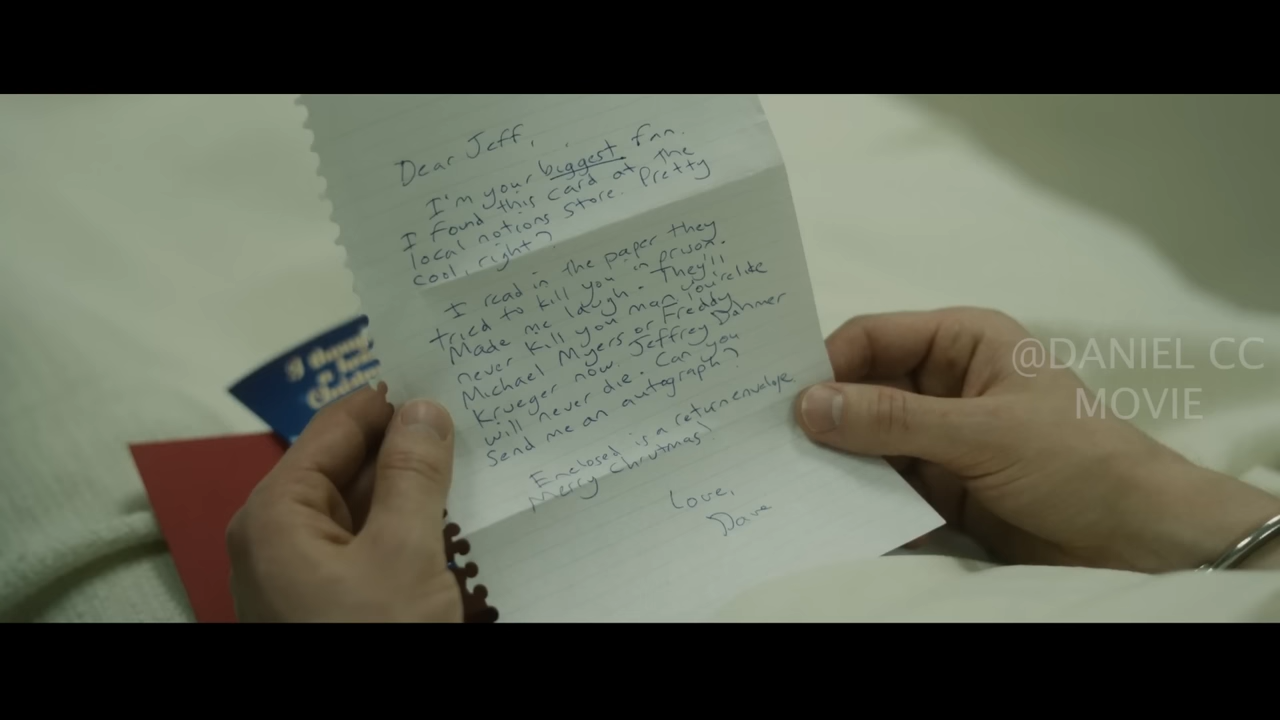 Dear Jeff,
I'm your biggest fan.
I found this card at the
local notions store. Pretty
cool, right?
I read in the paper they
tried to kill you in prison.
Made me laugh. They'll
never kill you man. You're like
Michael Myers or Freddy
Krueger now. Jeffrey Dahmer
will never die. Can you
send me an autograph?
Enclosed is a return envelope
Merry Christmas!
Love,
Dave
@DANIEL CC
MOVIE